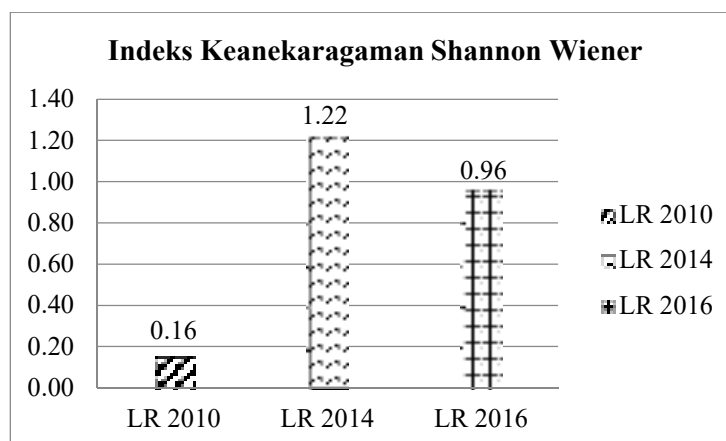 Indeks Keanekaragaman Shannon Wiener
1.40
1.20
1.00
0.80
0.60
0.40
0.20
0.00
0.16
1.22
0.96
LR 2010
LR 2014
LR 2016
LR 2010
LR 2014
LR 2016